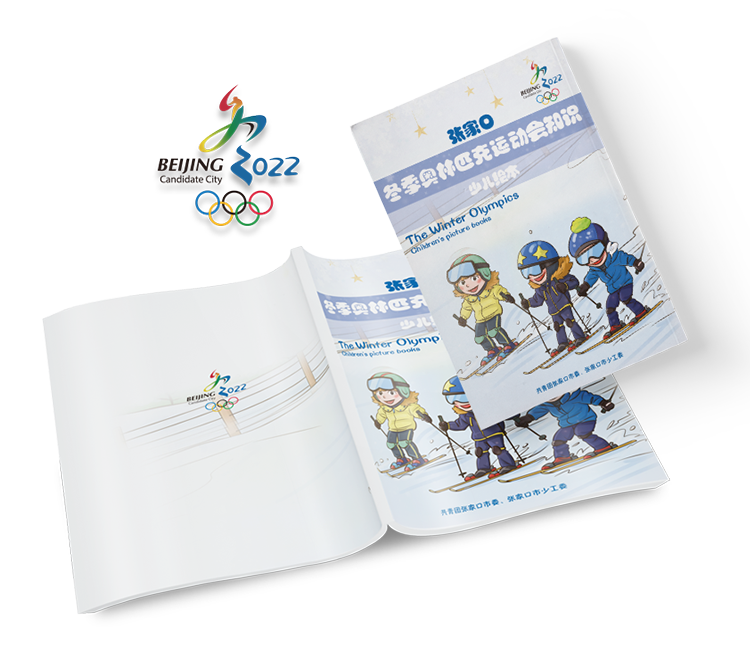 BEIJING 2022
Candidate City
BEIJING 2022
Candidate City
张家口
冬季奥林匹克运动会知识
少儿绘本
The Winter Olympics
Children's picture books
共青团张家口市委、张家口市少工委
BEIJING 2022
张家
冬季奥林匹克
少儿
The Winter Olymp
Children's picture books
共青团张家口市委、张家口市少工委